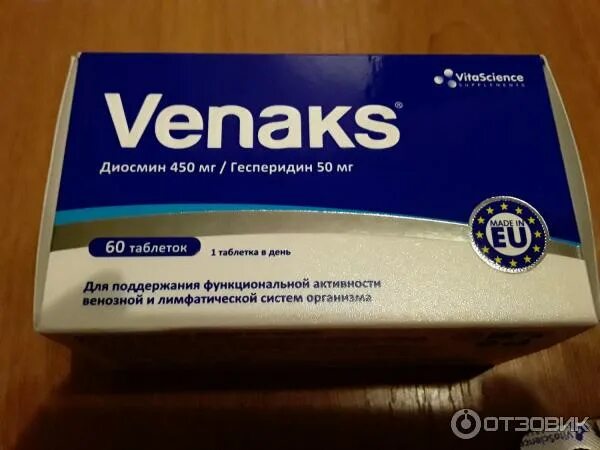 VitaScience
SUPPLEMENTS
Venaks®
Диосмин 450 мг / Гесперидин 50 мг
60 таблеток
1 таблетка в день
MADE IN
EU
Для поддержания функциональной активности
венозной и лимфатической систем организма
ОТЗОВИК
VitaScience